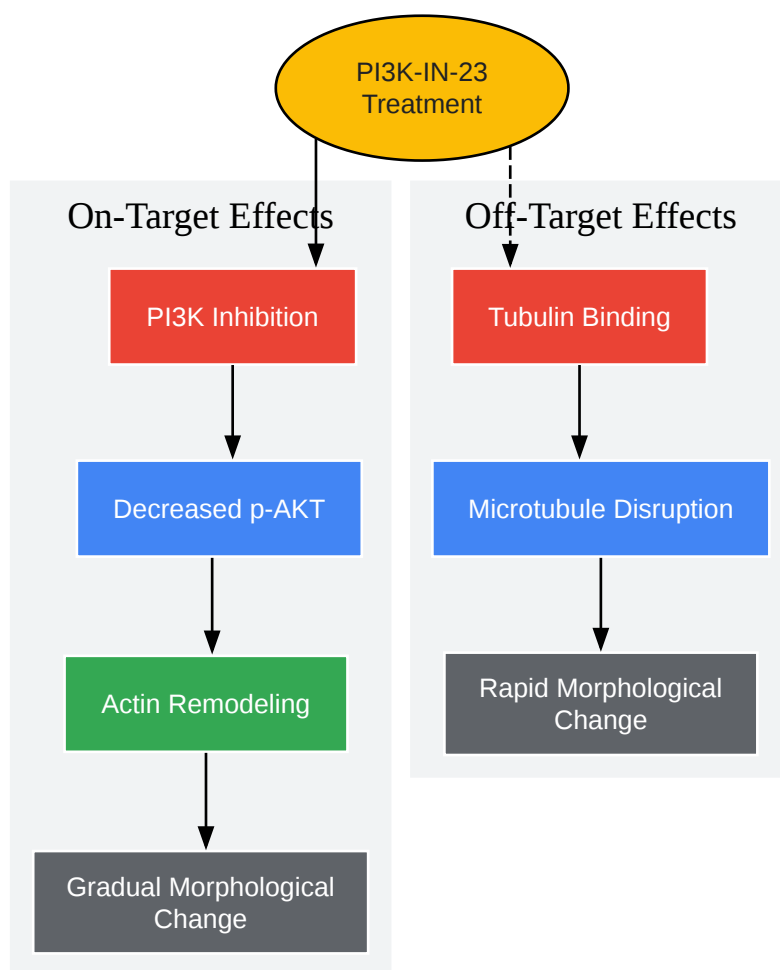 PI3K-IN-23
Treatment
On-Target Effects
PI3K Inhibition
Decreased p-AKT
Actin Remodeling
Gradual Morphological
Change
Off-Target Effects
Tubulin Binding
Microtubule Disruption
Rapid Morphological
Change